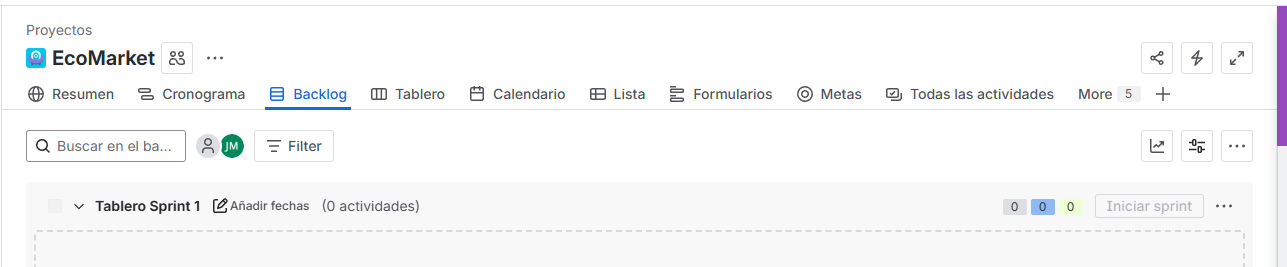 Proyectos
EcoMarket
Resumen Cronograma Backlog Tablero Calendario Lista Formularios Metas Todas las actividades More 5
Buscar en el ba... JM Filter
Tablero Sprint 1 Añadir fechas (0 actividades) 0 0 0 Iniciar sprint